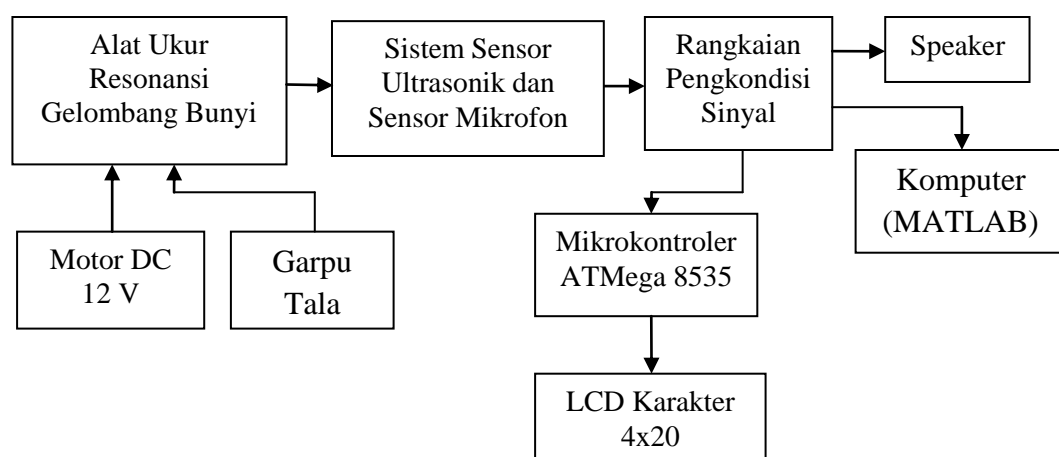 Alat Ukur
Resonansi
Gelombang Bunyi
Sistem Sensor
Ultrasonik dan
Sensor Mikrofon
Rangkaian
Pengkondisi
Sinyal
Speaker
Komputer
(MATLAB)
Motor DC
12 V
Garpu
Tala
Mikrokontroler
ATMega 8535
LCD Karakter
4x20